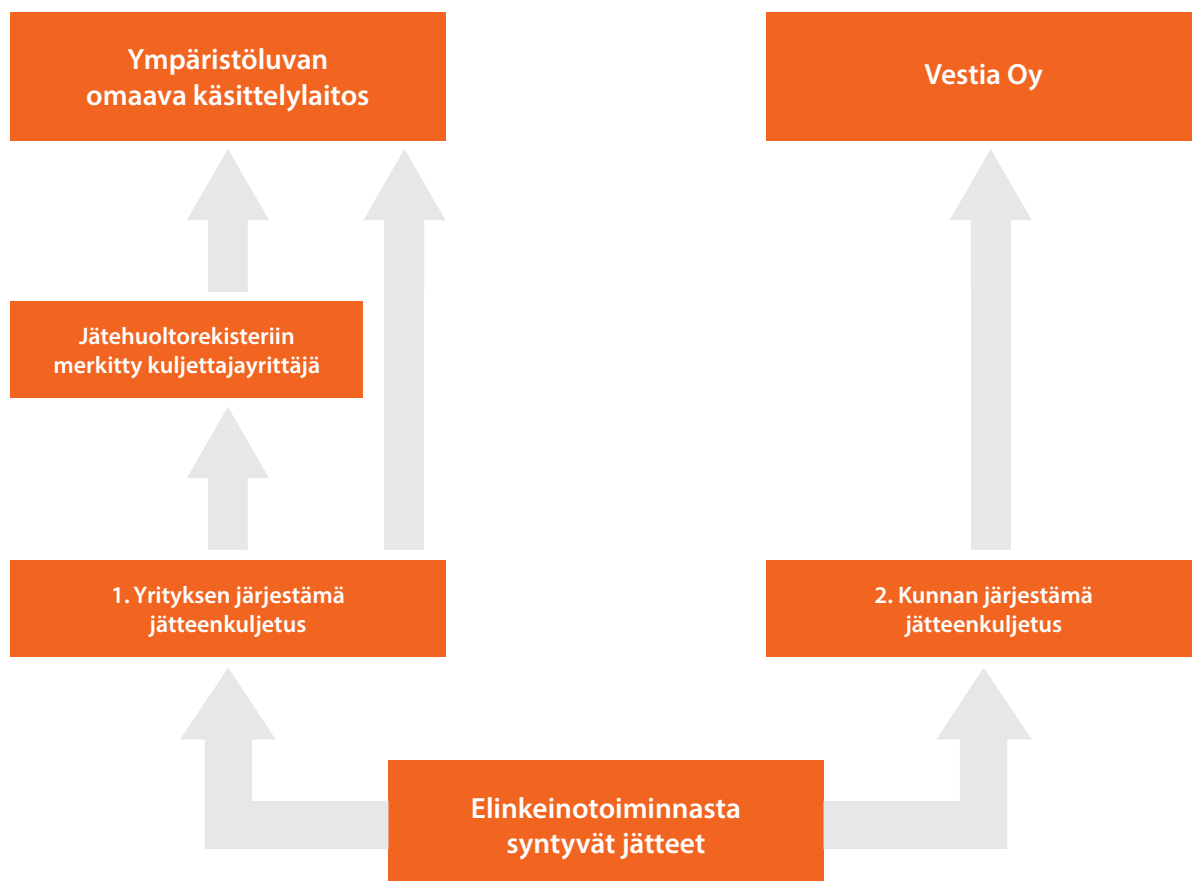 Ympäristöluvan
omaava käsittelylaitos
Vestia Oy
Jätehuoltorekisteriin
merkitty kuljettajayrittäjä
1. Yrityksen järjestämä
jätteenkuljetus
2. Kunnan järjestämä
jätteenkuljetus
Elinkeinotoiminnasta
syntyvät jätteet